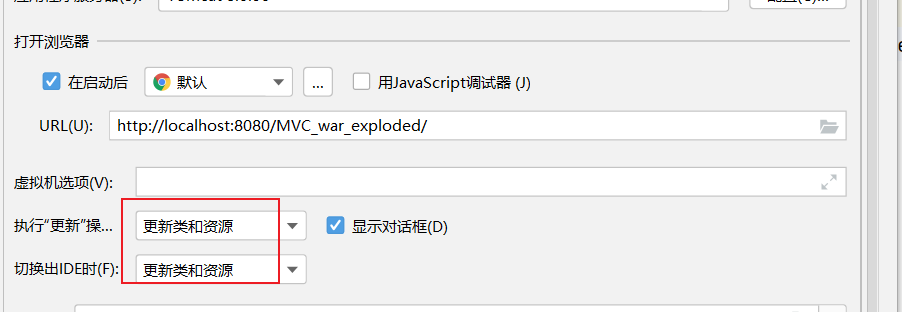 打开浏览器
在启动后 默认 ... 用JavaScript调试器 (J)
URL(U): http://localhost:8080/MVC_war_exploded/
虚拟机选项(V):
执行“更新”操... 更新类和资源 显示对话框(D)
切换出IDE时(F): 更新类和资源